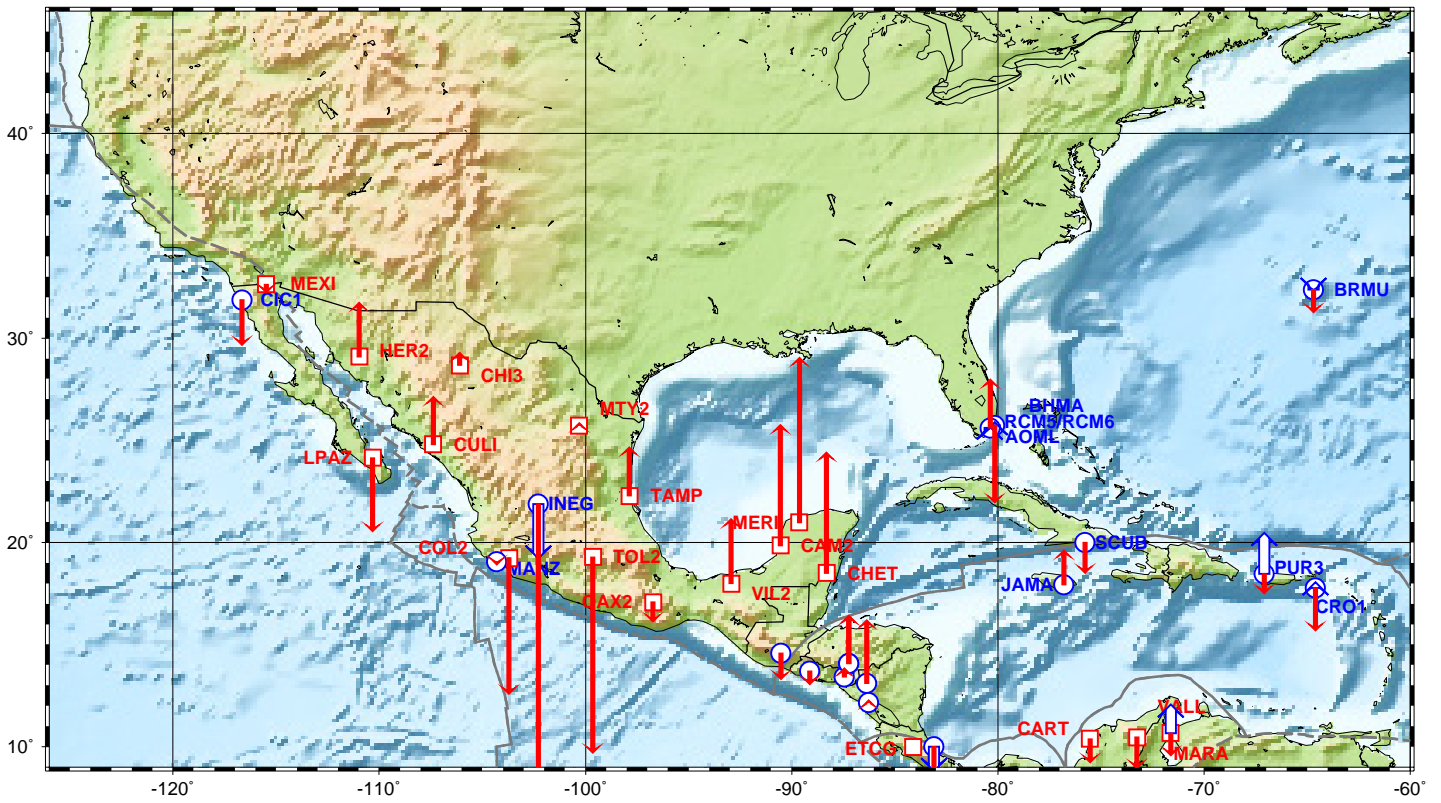 40°
MEXI
CIC1
BRMU
30°
HER2
CHI3
MTY2
BHMA
RCM5/RCM6
AOML
CULI
LPAZ
TAMP
INEG
MERI
SCUB
20°
COL2
TOL2
CAM2
MANZ
CHET
PUR3
JAMA
VIL2
OAX2
CRO1
VALL
CART
10°
ETCG
MARA
-120°
-110°
-100°
-90°
-80°
-70°
-60°